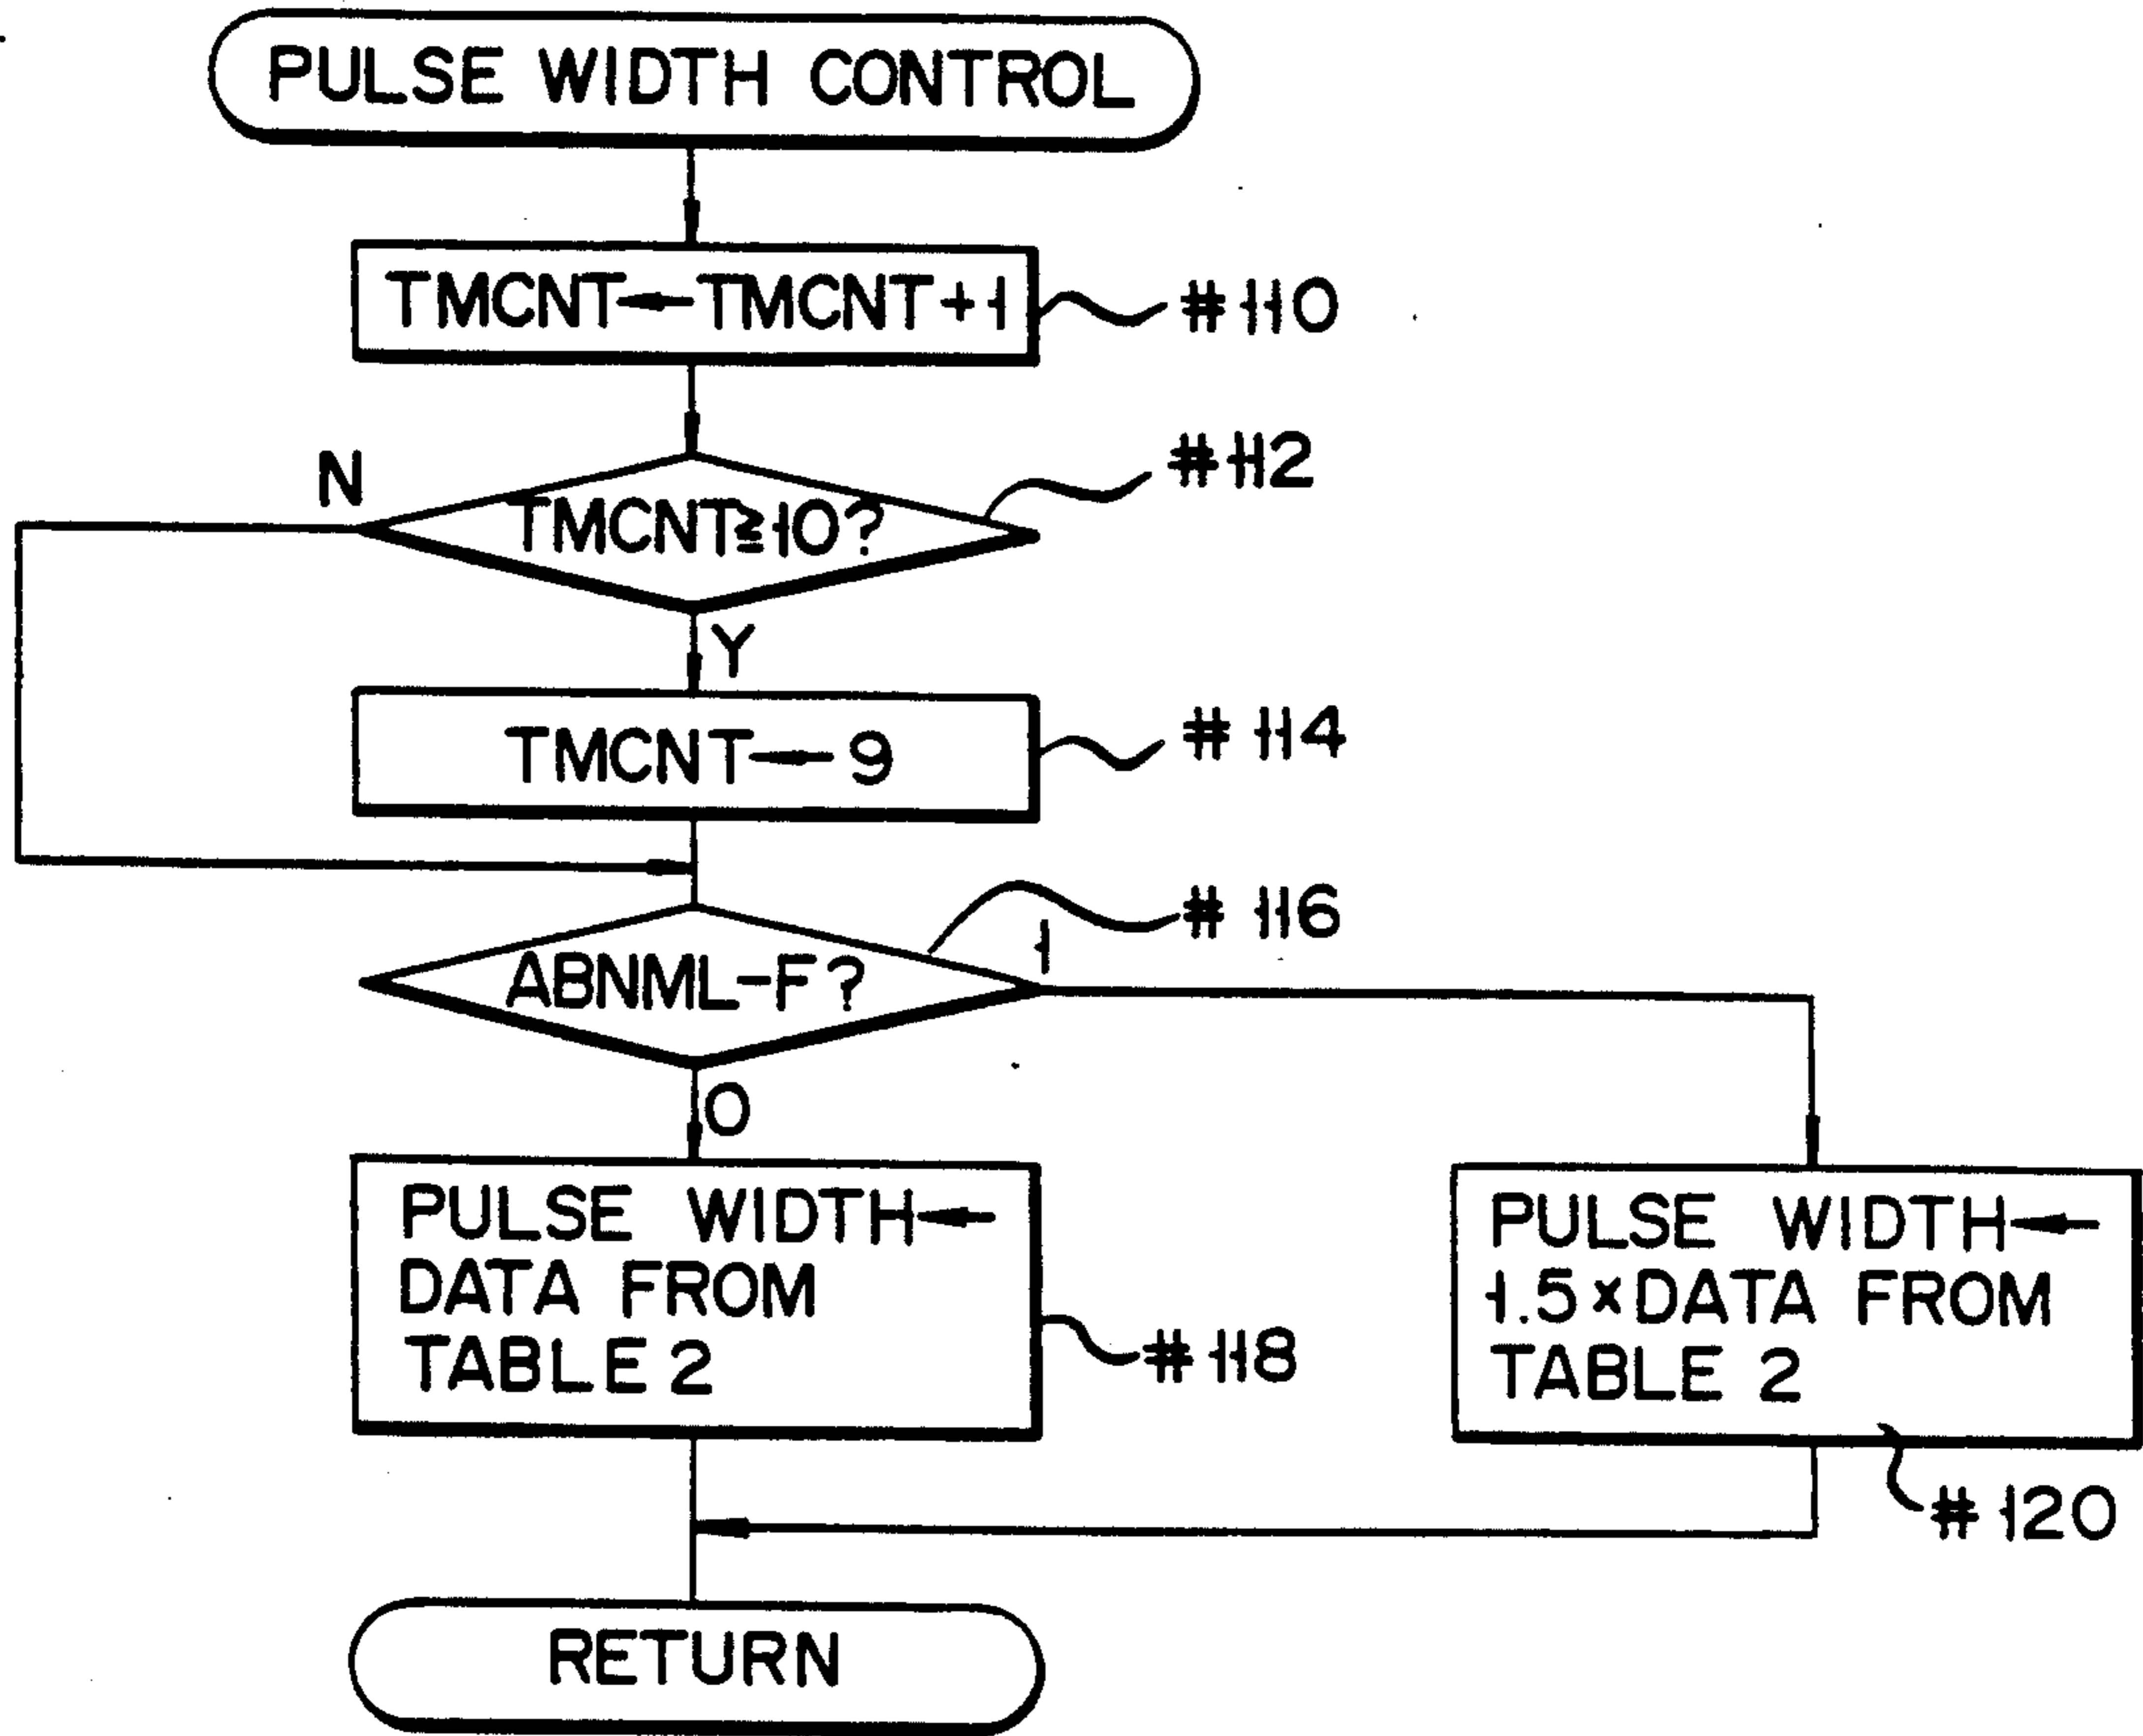 PULSE WIDTH CONTROL
TMCNT←TMCNT+1
#110
N
#112
TMCNT≧10?
Y
TMCNT←9
#114
#116
1
ABNML-F?
0
PULSE WIDTH←
DATA FROM
TABLE 2
#118
PULSE WIDTH←
1.5×DATA FROM
TABLE 2
#120
RETURN